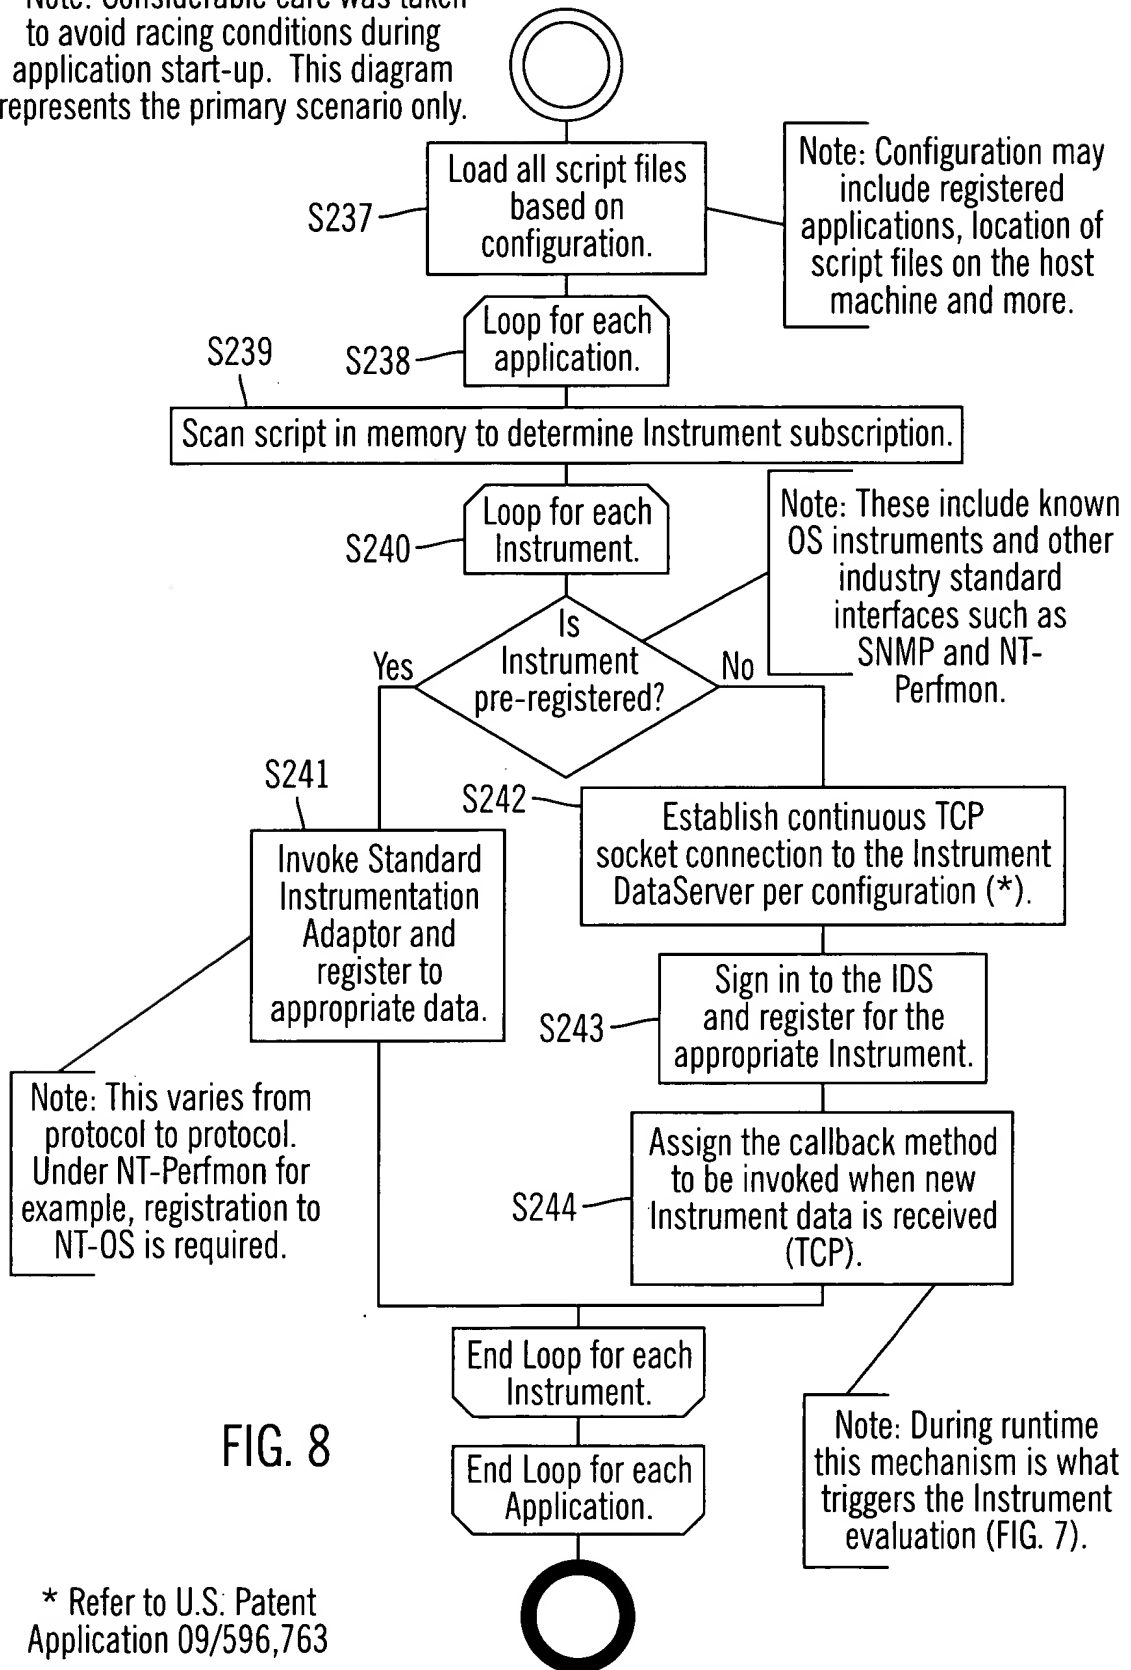 Note: Considerable care was taken
to avoid racing conditions during
application start-up. This diagram
represents the primary scenario only.
Load all script files
based on
configuration.
S237
Note: Configuration may
include registered
applications, location of
script files on the host
machine and more.
Loop for each
application.
S238
S239
Scan script in memory to determine Instrument subscription.
Loop for each
Instrument.
S240
Note: These include known
OS instruments and other
industry standard
interfaces such as
SNMP and NT-
Perfmon.
Is
Instrument
pre-registered?
Yes
No
S241
Invoke Standard
Instrumentation
Adaptor and
register to
appropriate data.
S242
Establish continuous TCP
socket connection to the Instrument
DataServer per configuration (*).
Sign in to the IDS
and register for the
appropriate Instrument.
S243
Note: This varies from
protocol to protocol.
Under NT-Perfmon for
example, registration to
NT-OS is required.
Assign the callback method
to be invoked when new
Instrument data is received
(TCP).
S244
End Loop for each
Instrument.
End Loop for each
Application.
Note: During runtime
this mechanism is what
triggers the Instrument
evaluation (FIG. 7).
FIG. 8
* Refer to U.S. Patent
Application 09/596,763